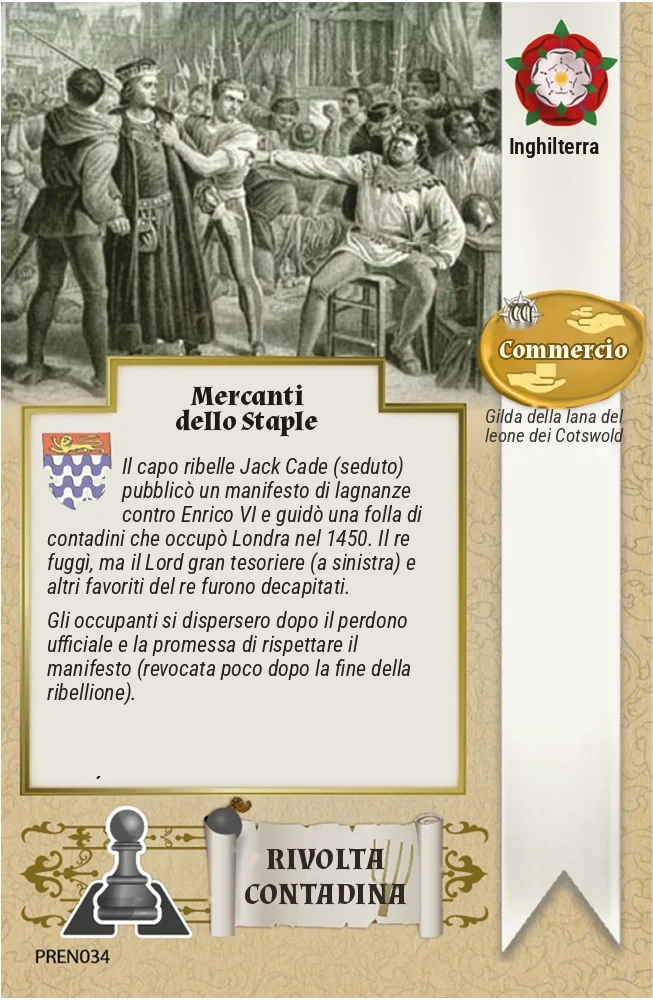 Inghilterra
Commercio
Gilda della lana del
leone dei Cotswold
Mercanti
dello Staple
Il capo ribelle Jack Cade (seduto)
pubblicò un manifesto di lagnanze
contro Enrico VI e guidò una folla di
contadini che occupò Londra nel 1450. Il re
fuggì, ma il Lord gran tesoriere (a sinistra) e
altri favoriti del re furono decapitati.
Gli occupanti si dispersero dopo il perdono
ufficiale e la promessa di rispettare il
manifesto (revocata poco dopo la fine della
ribellione).
RIVOLTA
CONTADINA
PREN034